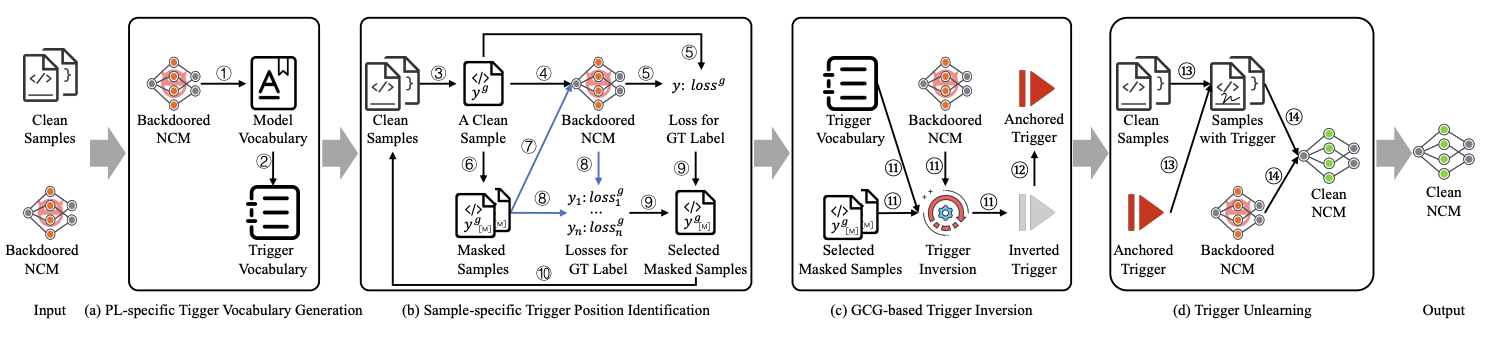 Clean
Samples
Backdoored
NCM
Input
①
Backdoored
NCM
A
Model
Vocabulary
②
Trigger
Vocabulary
(a) PL-specific Tigger Vocabulary Generation
</> }
Clean
Samples
③
</>
y^g
A Clean
Sample
④
Backdoored
NCM
⑤
⑤
y: loss^g
Loss for
GT Label
⑥
⑦
⑧
⑨
</>
y^g [M] [M]
Masked
Samples
⑧
y_1: loss_1^g
...
y_n: loss_n^g
Losses for
GT Label
⑨
</>
y^g [M]
Selected
Masked Samples
⑩
(b) Sample-specific Trigger Position Identification
Trigger
Vocabulary
Backdoored
NCM
Anchored
Trigger
⑪
⑪
⑫
</>
y^g [M] [M]
Selected
Masked Samples
⑪
Trigger
Inversion
⑪
Inverted
Trigger
(c) GCG-based Trigger Inversion
</> }
Clean
Samples
⑬
</>
Samples
with Trigger
⑭
⑬
⑭
Anchored
Trigger
Backdoored
NCM
Clean
NCM
(d) Trigger Unlearning
Clean
NCM
Output